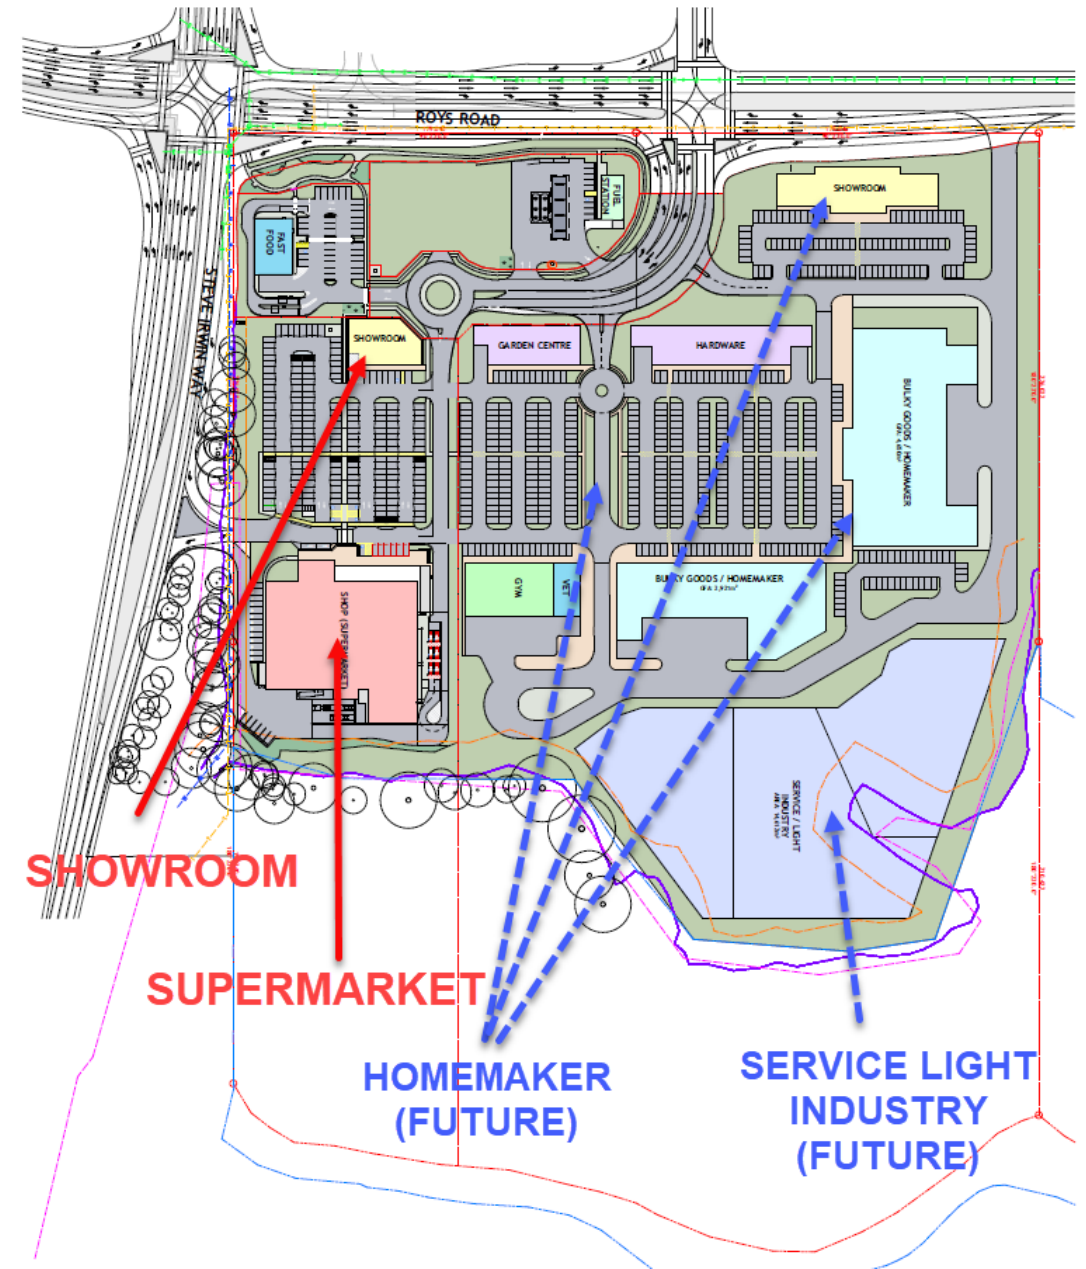 ROYS ROAD
SHOWROOM
FUEL
STATION
FAST
FOOD
STEVE IRWIN WAY
SHOWROOM
GARDEN CENTRE
HARDWARE
BULKY GOODS / HOMEMAKER
BULKY GOODS / HOMEMAKER
GYM
VET
SHOP (SUPERMARKET)
SERVICE / LIGHT
INDUSTRY
SHOWROOM
SUPERMARKET
HOMEMAKER
(FUTURE)
SERVICE LIGHT
INDUSTRY
(FUTURE)